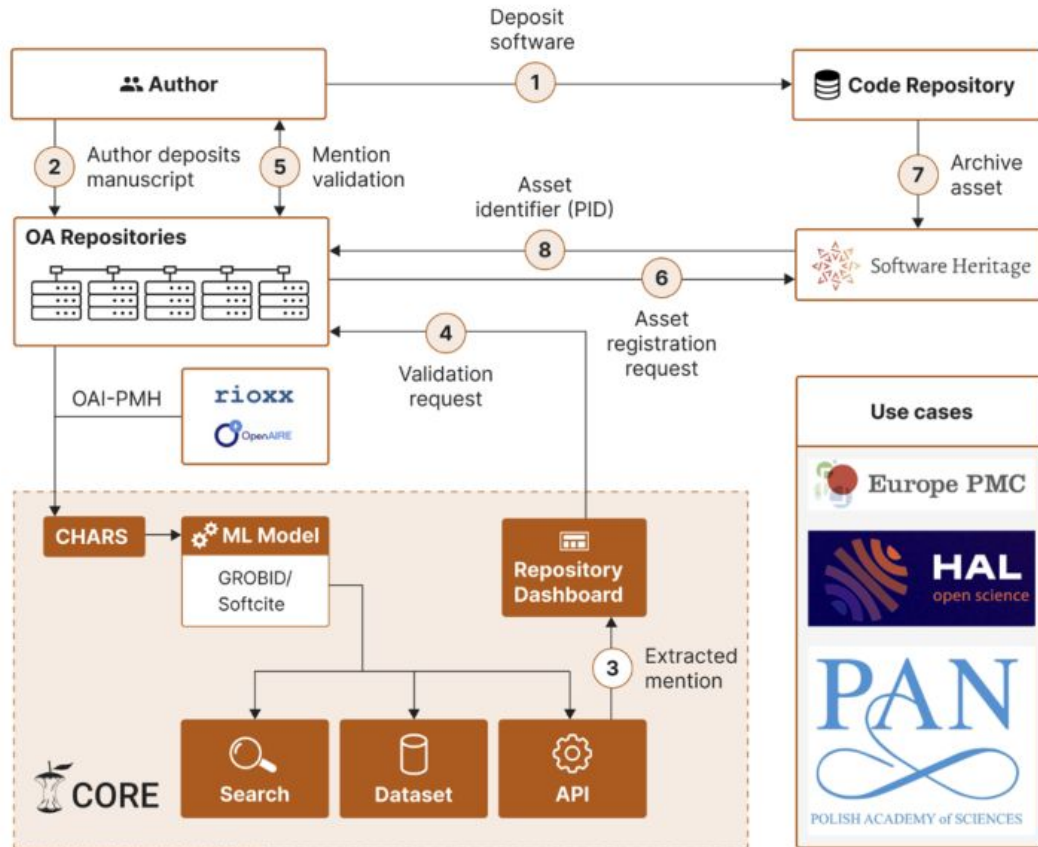 Deposit
software
1
Author
Code Repository
2
Author deposits
manuscript
5
Mention
validation
7
Archive
asset
Asset
identifier (PID)
8
OA Repositories
Software Heritage
6
Asset
registration
request
4
Validation
request
OAI-PMH
rioxx
OpenAIRE
Use cases
Europe PMC
HAL
open science
PAN
POLISH ACADEMY of SCIENCES
CHARS
ML Model
GROBID/
Softcite
Repository
Dashboard
3
Extracted
mention
Search
Dataset
API
CORE